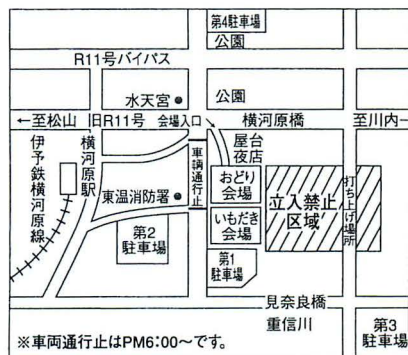 第4駐車場
公園
R11号バイパス
水天宮
公園
←至松山
旧R11号
会場入口
横河原橋
至川内→
伊予鉄横河原線
横河原駅
車両通行止
屋台
夜店
東温消防署
おどり
会場
立入禁止
区域
打ち上げ場所
いもだき
会場
第2
駐車場
第1
駐車場
見奈良橋
重信川
第3
駐車場
※車両通行止はPM6:00〜です。